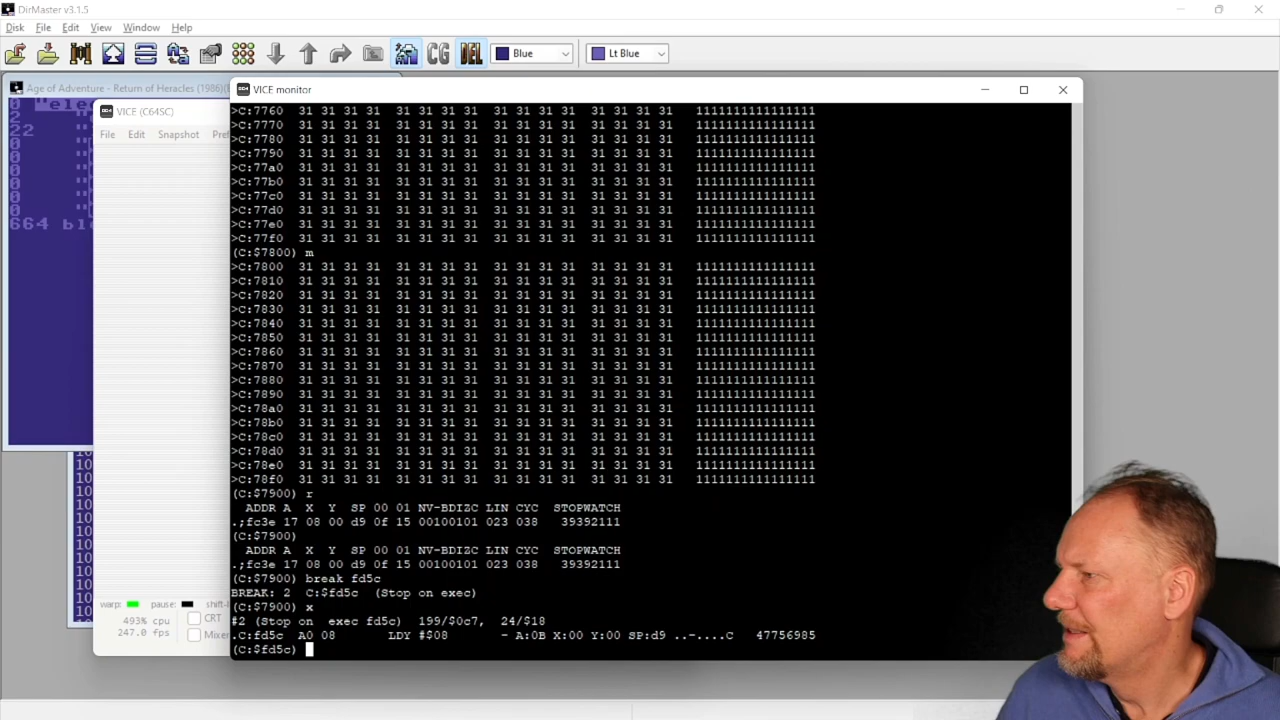 DirMaster v3.1.5
Disk File Edit View Window Help
CG DEL Blue Lt Blue
Age of Adventure - Return of Heracles (1986)(
0 "ele
2 "
22 "
0 "
0 "
0 "
0 "
0 "
664 bl
VICE (C64SC)
File Edit Snapshot Pref
warp: pause: shift-l
493% cpu
247.0 fps
CRT
Mixer
10
10
10
10
10
10
10
10
10
10
10
10
VICE monitor
>C:7760 31 31 31 31 31 31 31 31 31 31 31 31 31 31 31 31 1111111111111111
>C:7770 31 31 31 31 31 31 31 31 31 31 31 31 31 31 31 31 1111111111111111
>C:7780 31 31 31 31 31 31 31 31 31 31 31 31 31 31 31 31 1111111111111111
>C:7790 31 31 31 31 31 31 31 31 31 31 31 31 31 31 31 31 1111111111111111
>C:77a0 31 31 31 31 31 31 31 31 31 31 31 31 31 31 31 31 1111111111111111
>C:77b0 31 31 31 31 31 31 31 31 31 31 31 31 31 31 31 31 1111111111111111
>C:77c0 31 31 31 31 31 31 31 31 31 31 31 31 31 31 31 31 1111111111111111
>C:77d0 31 31 31 31 31 31 31 31 31 31 31 31 31 31 31 31 1111111111111111
>C:77e0 31 31 31 31 31 31 31 31 31 31 31 31 31 31 31 31 1111111111111111
>C:77f0 31 31 31 31 31 31 31 31 31 31 31 31 31 31 31 31 1111111111111111
(C:$7800) m
>C:7800 31 31 31 31 31 31 31 31 31 31 31 31 31 31 31 31 1111111111111111
>C:7810 31 31 31 31 31 31 31 31 31 31 31 31 31 31 31 31 1111111111111111
>C:7820 31 31 31 31 31 31 31 31 31 31 31 31 31 31 31 31 1111111111111111
>C:7830 31 31 31 31 31 31 31 31 31 31 31 31 31 31 31 31 1111111111111111
>C:7840 31 31 31 31 31 31 31 31 31 31 31 31 31 31 31 31 1111111111111111
>C:7850 31 31 31 31 31 31 31 31 31 31 31 31 31 31 31 31 1111111111111111
>C:7860 31 31 31 31 31 31 31 31 31 31 31 31 31 31 31 31 1111111111111111
>C:7870 31 31 31 31 31 31 31 31 31 31 31 31 31 31 31 31 1111111111111111
>C:7880 31 31 31 31 31 31 31 31 31 31 31 31 31 31 31 31 1111111111111111
>C:7890 31 31 31 31 31 31 31 31 31 31 31 31 31 31 31 31 1111111111111111
>C:78a0 31 31 31 31 31 31 31 31 31 31 31 31 31 31 31 31 1111111111111111
>C:78b0 31 31 31 31 31 31 31 31 31 31 31 31 31 31 31 31 1111111111111111
>C:78c0 31 31 31 31 31 31 31 31 31 31 31 31 31 31 31 31 1111111111111111
>C:78d0 31 31 31 31 31 31 31 31 31 31 31 31 31 31 31 31 1111111111111111
>C:78e0 31 31 31 31 31 31 31 31 31 31 31 31 31 31 31 31 1111111111111111
>C:78f0 31 31 31 31 31 31 31 31 31 31 31 31 31 31 31 31 1111111111111111
(C:$7900) r
ADDR A X Y SP 00 01 NV-BDIZC LIN CYC STOPWATCH
.;fc3e 17 08 00 d9 0f 15 00100101 023 038 39392111
(C:$7900)
ADDR A X Y SP 00 01 NV-BDIZC LIN CYC STOPWATCH
.;fc3e 17 08 00 d9 0f 15 00100101 023 038 39392111
(C:$7900) break fd5c
BREAK: 2 C:$fd5c (Stop on exec)
(C:$7900) x
#2 (Stop on exec fd5c) 199/$0c7, 24/$18
.C:fd5c A0 08 LDY #$08 - A:0B X:00 Y:00 SP:d9 ..-....C 47756985
(C:$fd5c)